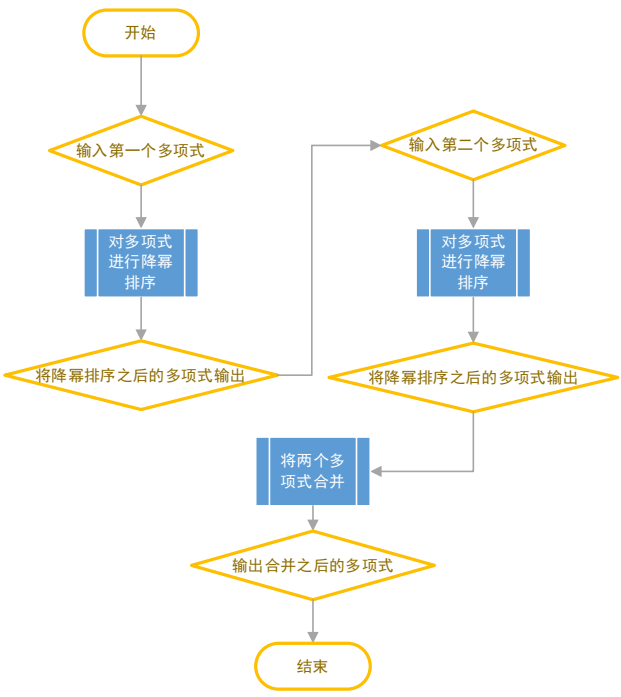 开始
输入第一个多项式
对多项式
进行降幂
排序
将降幂排序之后的多项式输出
输入第二个多项式
对多项式
进行降幂
排序
将降幂排序之后的多项式输出
将两个多
项式合并
输出合并之后的多项式
结束